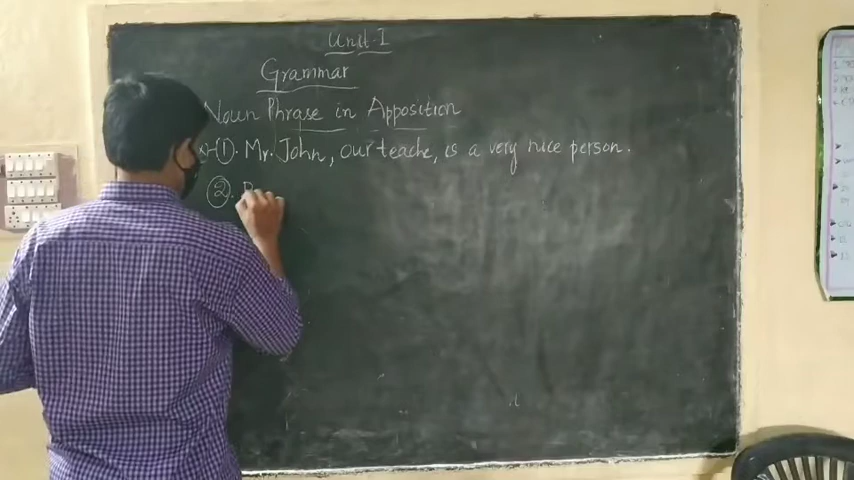 Unit-I
Grammar
Noun Phrase in Apposition
(1). Mr. John, our teache, is a very nice person.
(2).